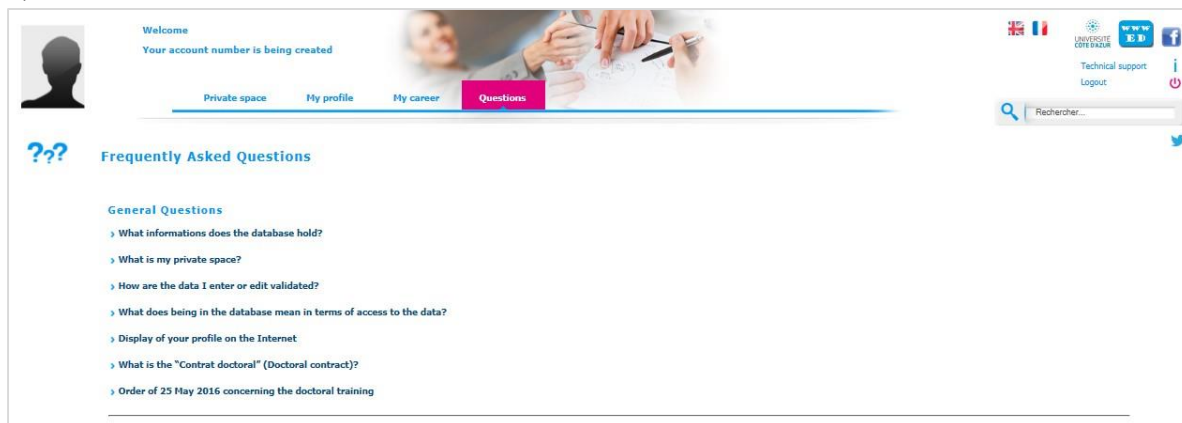 Welcome
Your account number is being created
Private space My profile My career Questions
UNIVERSITÉ
CÔTE D'AZUR
WWW
ED
f
Technical support i
Logout
Rechercher...
??? Frequently Asked Questions
General Questions
› What informations does the database hold?
› What is my private space?
› How are the data I enter or edit validated?
› What does being in the database mean in terms of access to the data?
› Display of your profile on the Internet
› What is the "Contrat doctoral" (Doctoral contract)?
› Order of 25 May 2016 concerning the doctoral training